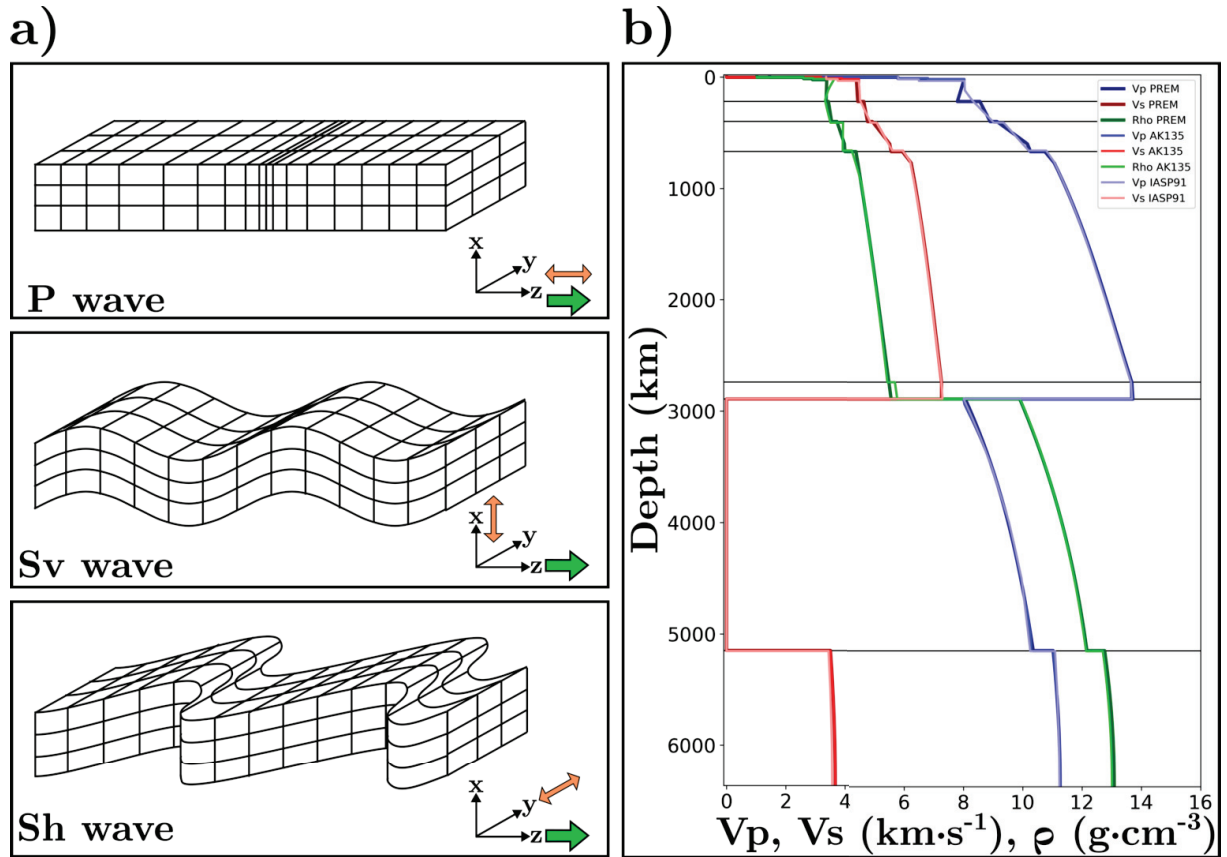 a)
x
y
z
P wave
x
y
z
Sv wave
x
y
z
Sh wave
b)
0
1000
2000
3000
4000
5000
6000
Depth (km)
Vp PREM
Vs PREM
Rho PREM
Vp AK135
Vs AK135
Rho AK135
Vp IASP91
Vs IASP91
0 2 4 6 8 10 12 14 16
Vp, Vs (km·s⁻¹), ρ (g·cm⁻³)